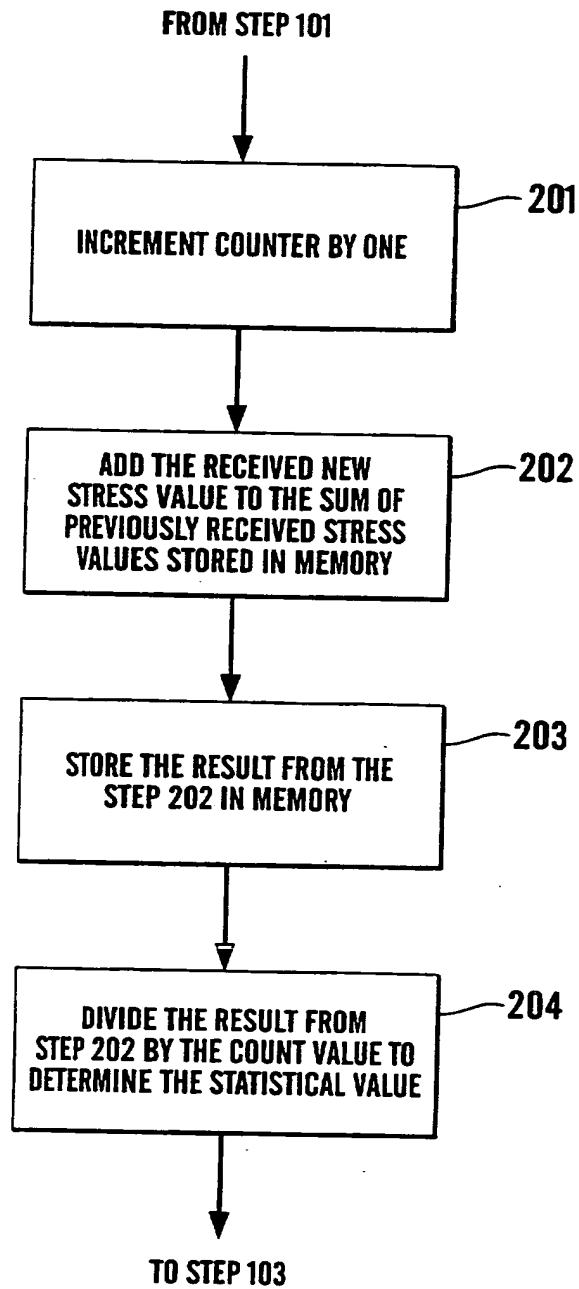 FROM STEP 101
INCREMENT COUNTER BY ONE
201
ADD THE RECEIVED NEW
STRESS VALUE TO THE SUM OF
PREVIOUSLY RECEIVED STRESS
VALUES STORED IN MEMORY
202
STORE THE RESULT FROM THE
STEP 202 IN MEMORY
203
DIVIDE THE RESULT FROM
STEP 202 BY THE COUNT VALUE TO
DETERMINE THE STATISTICAL VALUE
204
TO STEP 103